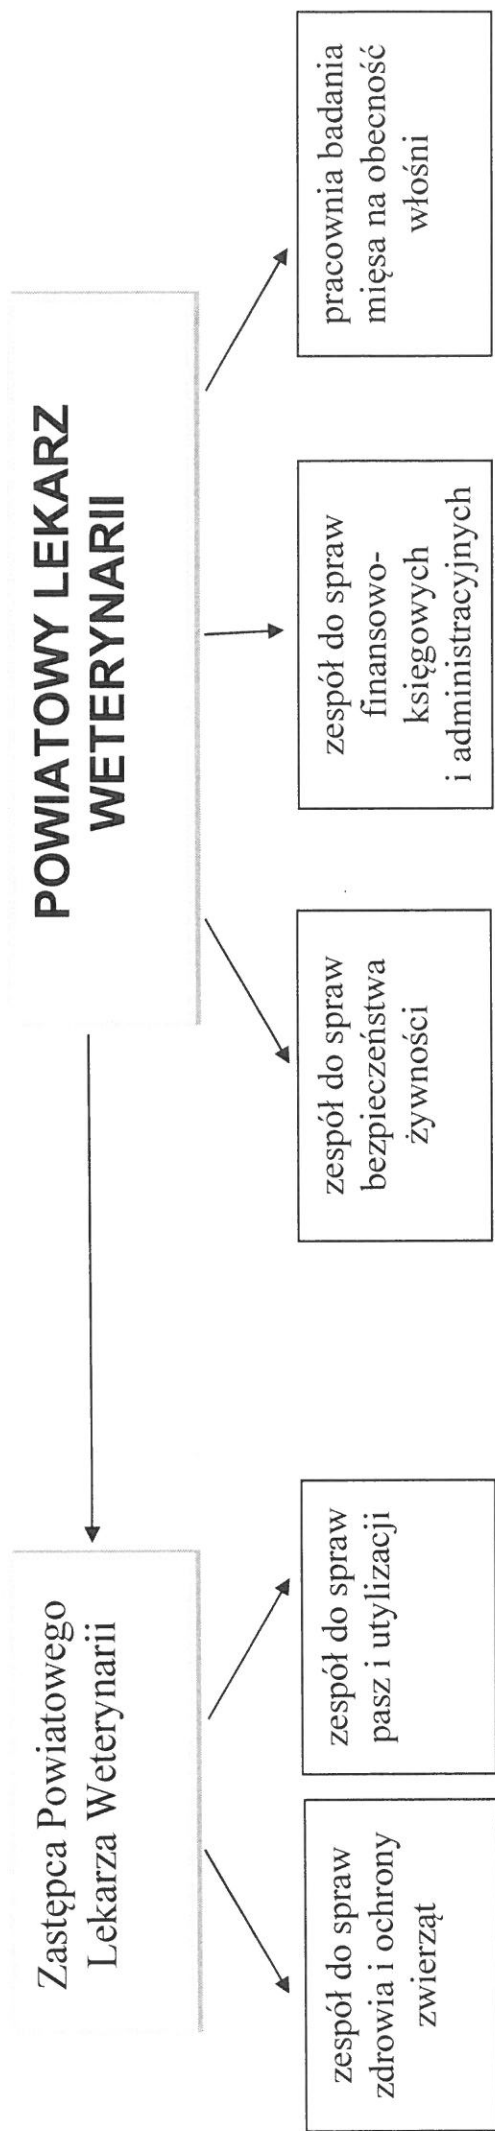 POWIATOWY LEKARZ
WETERYNARII
Zastępca Powiatowego
Lekarza Weterynarii
zespół do spraw
zdrowia i ochrony
zwierząt
zespół do spraw
pasz i utylizacji
zespół do spraw
bezpieczeństwa
żywności
zespół do spraw
finansowo-
księgowych
i administracyjnych
pracownia badania
mięsa na obecność
włośni